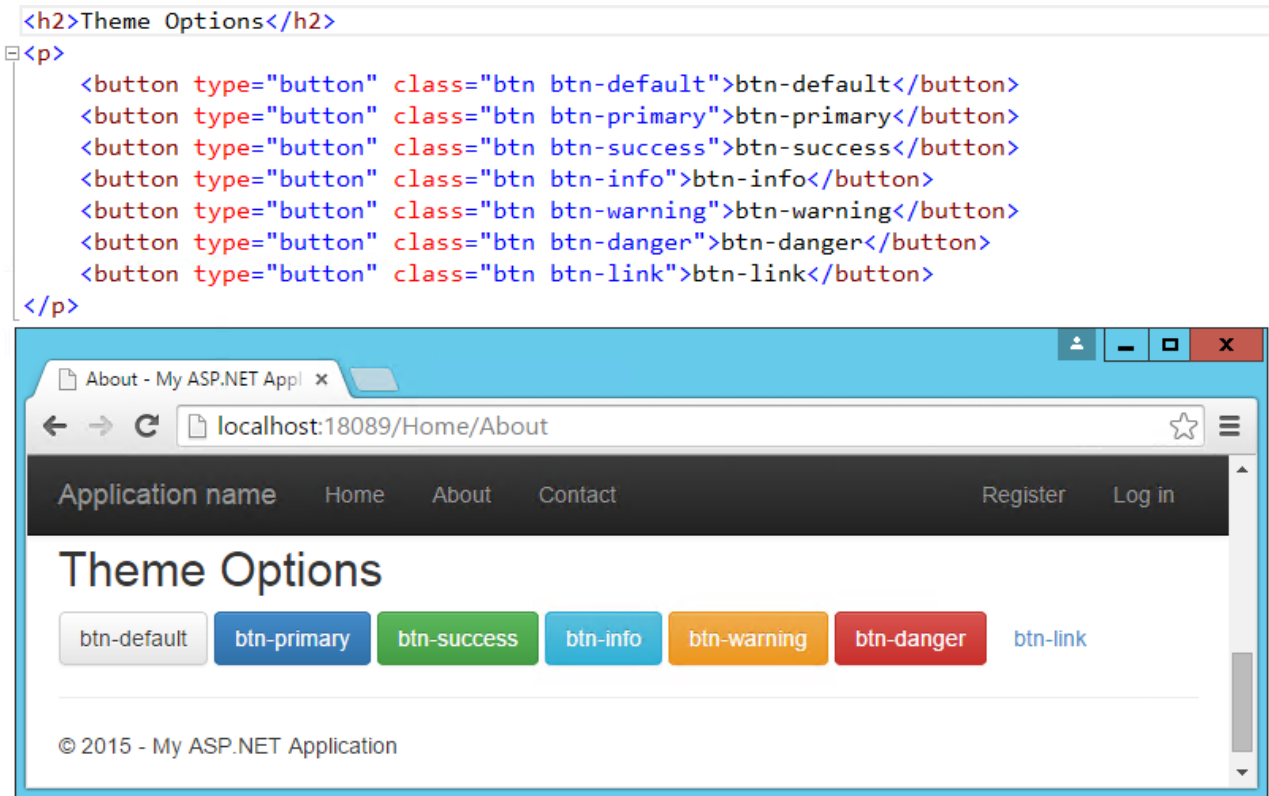 <h2>Theme Options</h2>
<p>
<button type="button" class="btn btn-default">btn-default</button>
<button type="button" class="btn btn-primary">btn-primary</button>
<button type="button" class="btn btn-success">btn-success</button>
<button type="button" class="btn btn-info">btn-info</button>
<button type="button" class="btn btn-warning">btn-warning</button>
<button type="button" class="btn btn-danger">btn-danger</button>
<button type="button" class="btn btn-link">btn-link</button>
</p>
About - My ASP.NET Appl
localhost:18089/Home/About
Application name Home About Contact Register Log in
Theme Options
btn-default btn-primary btn-success btn-info btn-warning btn-danger btn-link
© 2015 - My ASP.NET Application